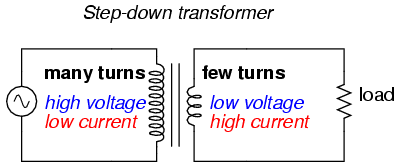 Step-down transformer
many turns
high voltage
low current
few turns
low voltage
high current
load